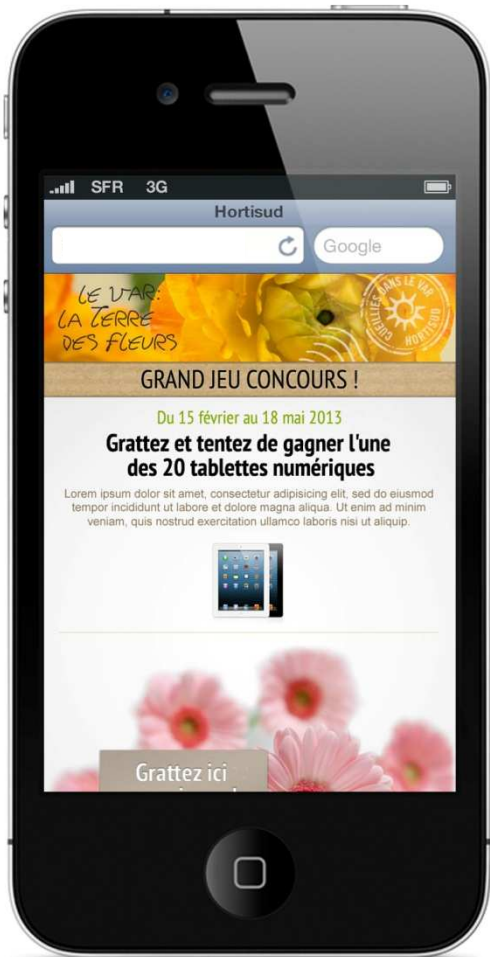 SFR 3G
Hortisud
Google
LE VAR:
LA TERRE
DES FLEURS
CUEILLIES DANS LE VAR
HORTISUD
GRAND JEU CONCOURS !
Du 15 février au 18 mai 2013
Grattez et tentez de gagner l'une
des 20 tablettes numériques
Lorem ipsum dolor sit amet, consectetur adipisicing elit, sed do eiusmod
tempor incididunt ut labore et dolore magna aliqua. Ut enim ad minim
veniam, quis nostrud exercitation ullamco laboris nisi ut aliquip.
Grattez ici